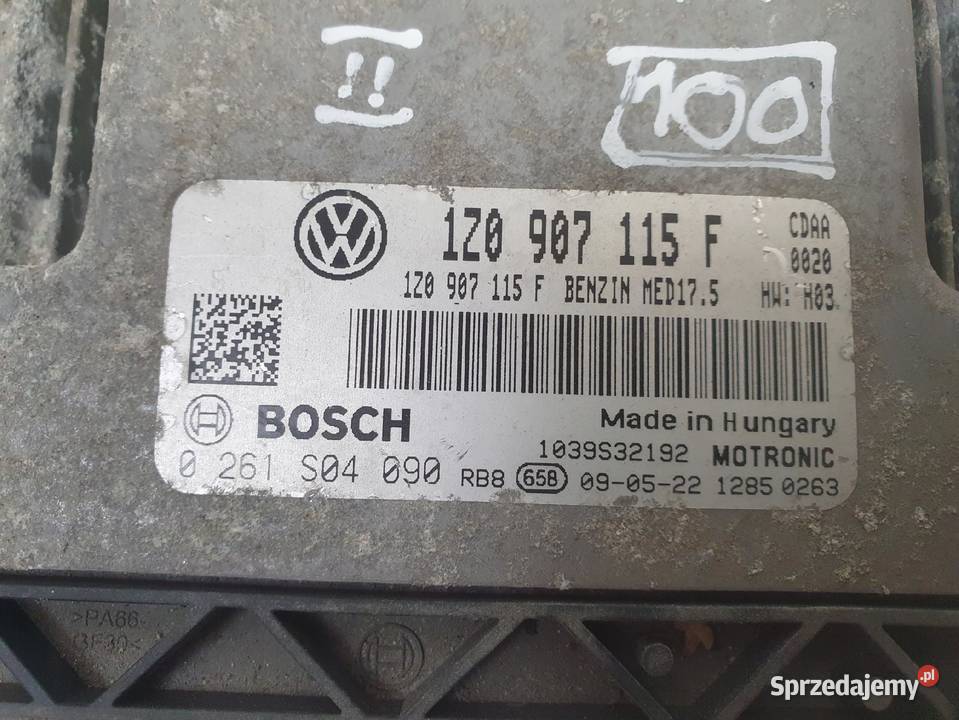 !!
100
1Z0 907 115 F
CDAA
0020
1Z0 907 115 F BENZIN MED17.5 HW: H03
BOSCH
Made in Hungary
1039S32192 MOTRONIC
0 261 S04 090 RB8 658 09-05-22 1285 0263
>PA66-
GF30<
Sprzedajemy.pl